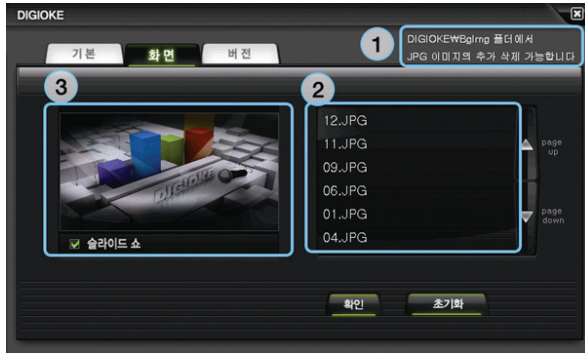 DIGIOKE
기본
화면
버전
1
DIGIOKE₩BgImg 폴더에서
JPG 이미지의 추가 삭제 가능합니다
3
DIGIOKE
슬라이드 쇼
2
12.JPG
11.JPG
09.JPG
06.JPG
01.JPG
04.JPG
page
up
page
down
확인
초기화